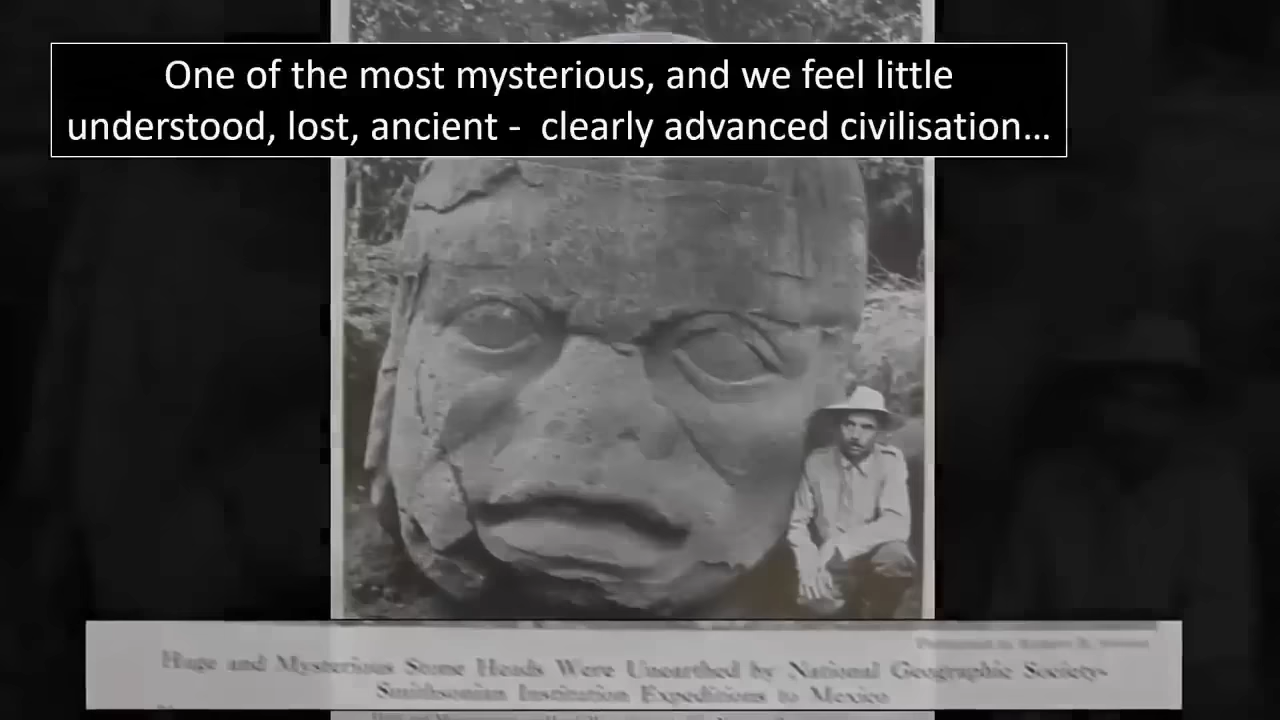 One of the most mysterious, and we feel little
understood, lost, ancient - clearly advanced civilisation…
Huge and Mysterious Stone Heads Were Unearthed by National Geographic Society-
Smithsonian Institution Expeditions to Mexico